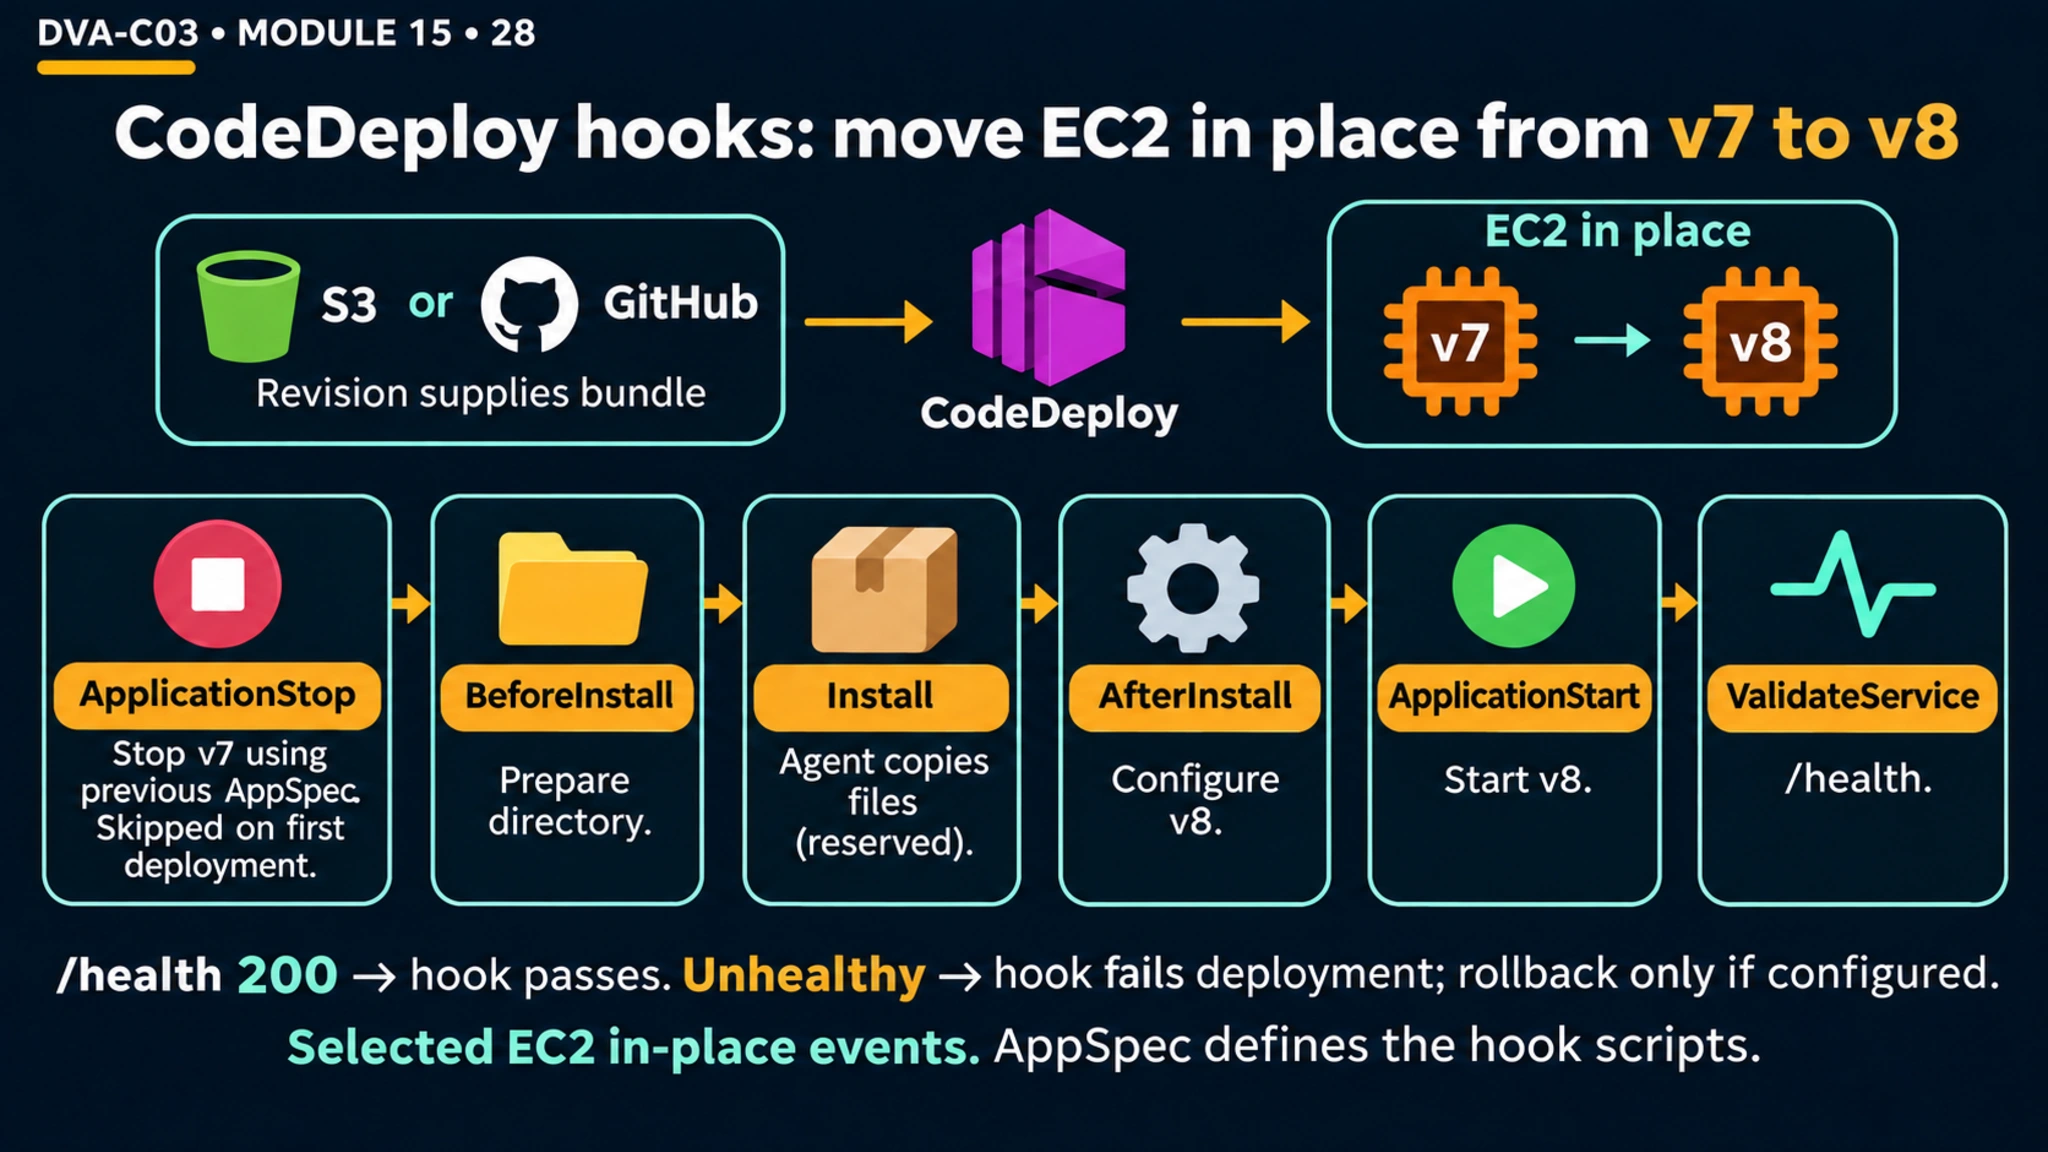 DVA-C03 • MODULE 15 • 28
CodeDeploy hooks: move EC2 in place from v7 to v8
S3 or GitHub
Revision supplies bundle
CodeDeploy
EC2 in place
v7
v8
ApplicationStop
Stop v7 using
previous AppSpec.
Skipped on first
deployment.
BeforeInstall
Prepare
directory.
Install
Agent copies
files
(reserved).
AfterInstall
Configure
v8.
ApplicationStart
Start v8.
ValidateService
/health.
/health 200 → hook passes. Unhealthy → hook fails deployment; rollback only if configured.
Selected EC2 in-place events. AppSpec defines the hook scripts.